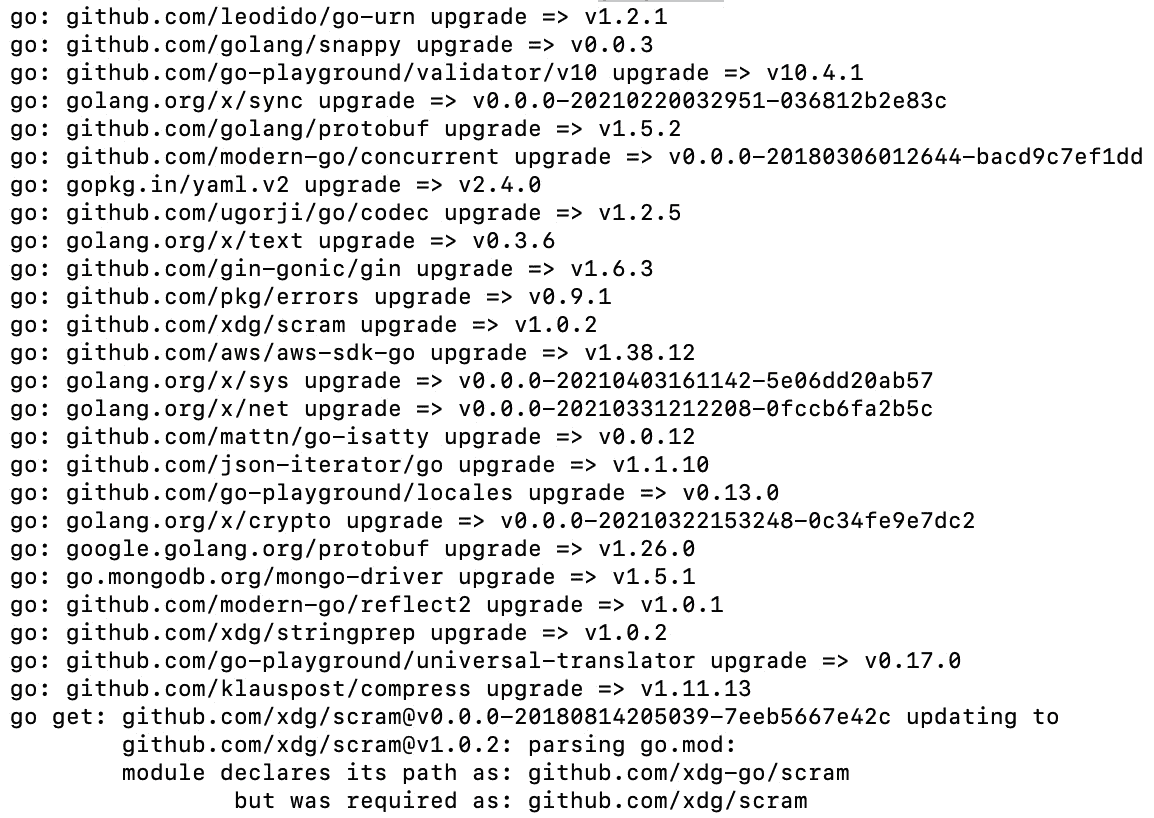 go: github.com/leodido/go-urn upgrade => v1.2.1
go: github.com/golang/snappy upgrade => v0.0.3
go: github.com/go-playground/validator/v10 upgrade => v10.4.1
go: golang.org/x/sync upgrade => v0.0.0-20210220032951-036812b2e83c
go: github.com/golang/protobuf upgrade => v1.5.2
go: github.com/modern-go/concurrent upgrade => v0.0.0-20180306012644-bacd9c7ef1dd
go: gopkg.in/yaml.v2 upgrade => v2.4.0
go: github.com/ugorji/go/codec upgrade => v1.2.5
go: golang.org/x/text upgrade => v0.3.6
go: github.com/gin-gonic/gin upgrade => v1.6.3
go: github.com/pkg/errors upgrade => v0.9.1
go: github.com/xdg/scram upgrade => v1.0.2
go: github.com/aws/aws-sdk-go upgrade => v1.38.12
go: golang.org/x/sys upgrade => v0.0.0-20210403161142-5e06dd20ab57
go: golang.org/x/net upgrade => v0.0.0-20210331212208-0fccb6fa2b5c
go: github.com/mattn/go-isatty upgrade => v0.0.12
go: github.com/json-iterator/go upgrade => v1.1.10
go: github.com/go-playground/locales upgrade => v0.13.0
go: golang.org/x/crypto upgrade => v0.0.0-20210322153248-0c34fe9e7dc2
go: google.golang.org/protobuf upgrade => v1.26.0
go: go.mongodb.org/mongo-driver upgrade => v1.5.1
go: github.com/modern-go/reflect2 upgrade => v1.0.1
go: github.com/xdg/stringprep upgrade => v1.0.2
go: github.com/go-playground/universal-translator upgrade => v0.17.0
go: github.com/klauspost/compress upgrade => v1.11.13
go get: github.com/xdg/scram@v0.0.0-20180814205039-7eeb5667e42c updating to
github.com/xdg/scram@v1.0.2: parsing go.mod:
module declares its path as: github.com/xdg-go/scram
but was required as: github.com/xdg/scram